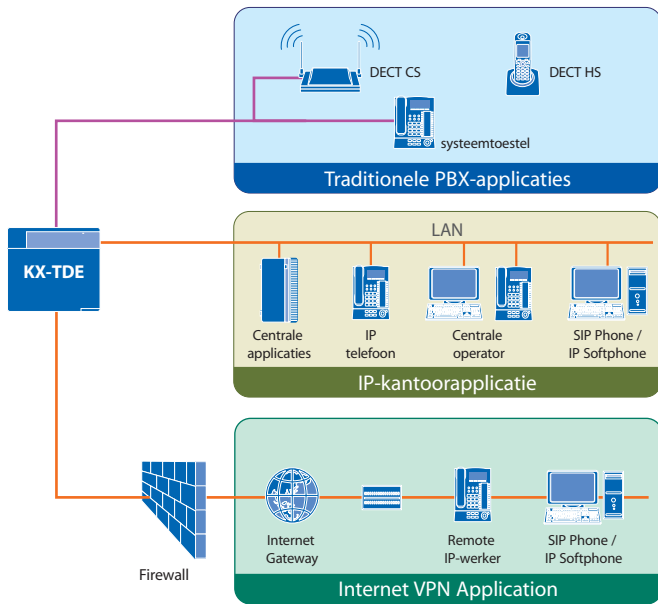 DECT CS
DECT HS
systeemtoestel
Traditionele PBX-applicaties
KX-TDE
LAN
Centrale
applicaties
IP
telefoon
Centrale
operator
SIP Phone /
IP Softphone
IP-kantoorapplicatie
Firewall
Internet
Gateway
Remote
IP-werker
SIP Phone /
IP Softphone
Internet VPN Application